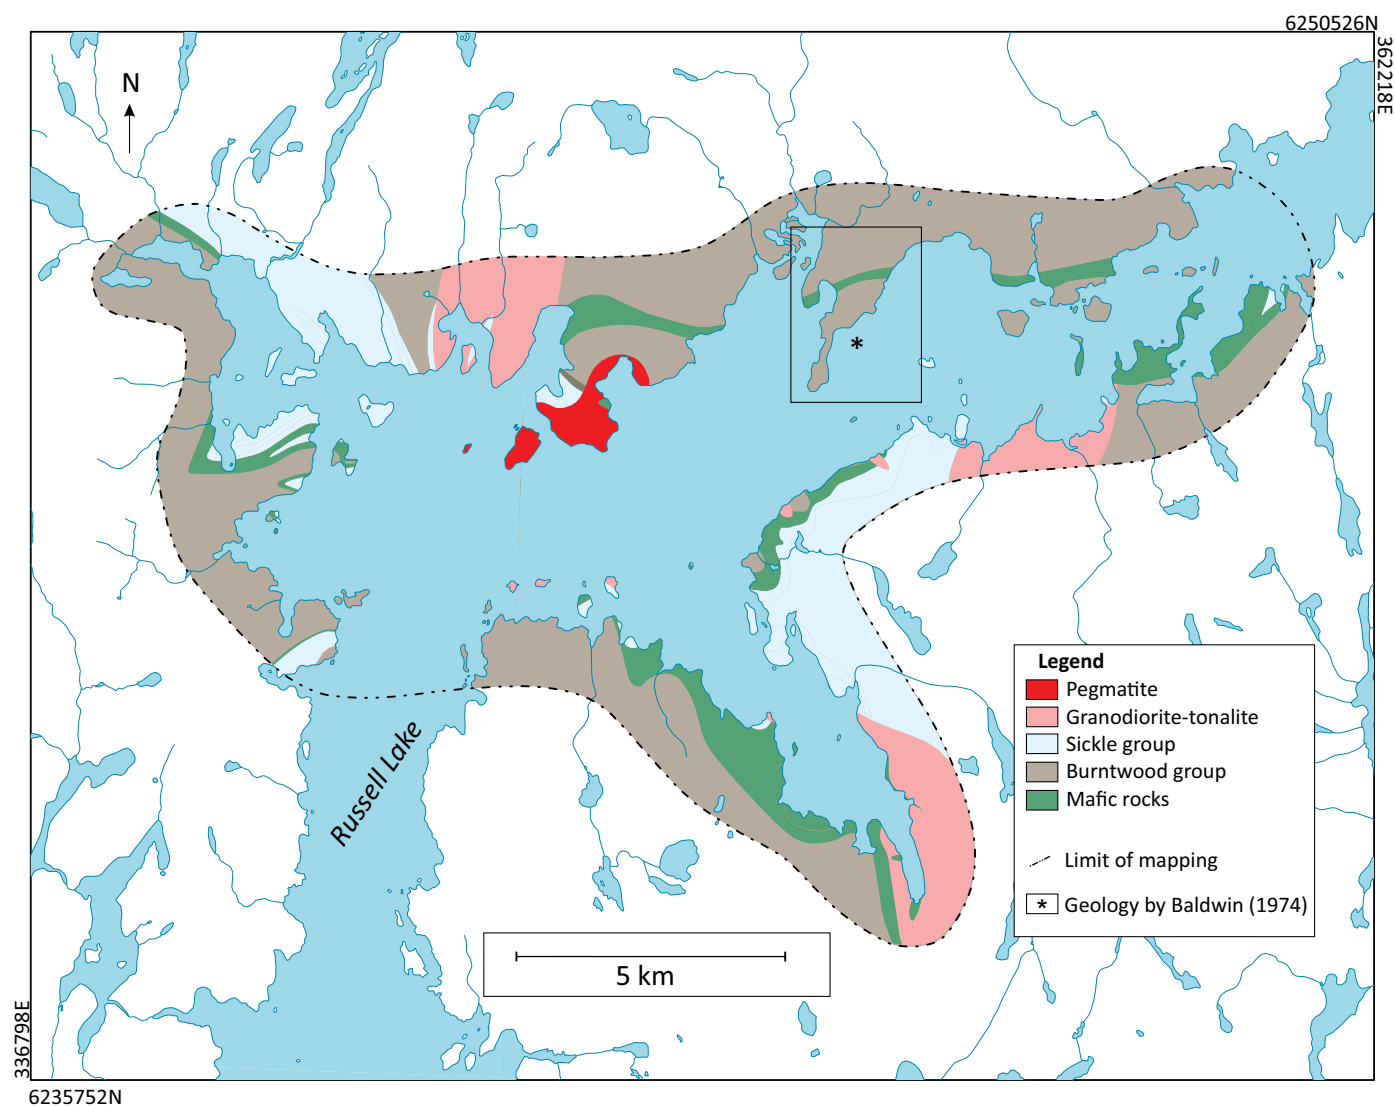 6250526N
362218E
N
Russell Lake
Legend
Pegmatite
Granodiorite-tonalite
Sickle group
Burntwood group
Mafic rocks
Limit of mapping
* Geology by Baldwin (1974)
*
5 km
336798E
6235752N